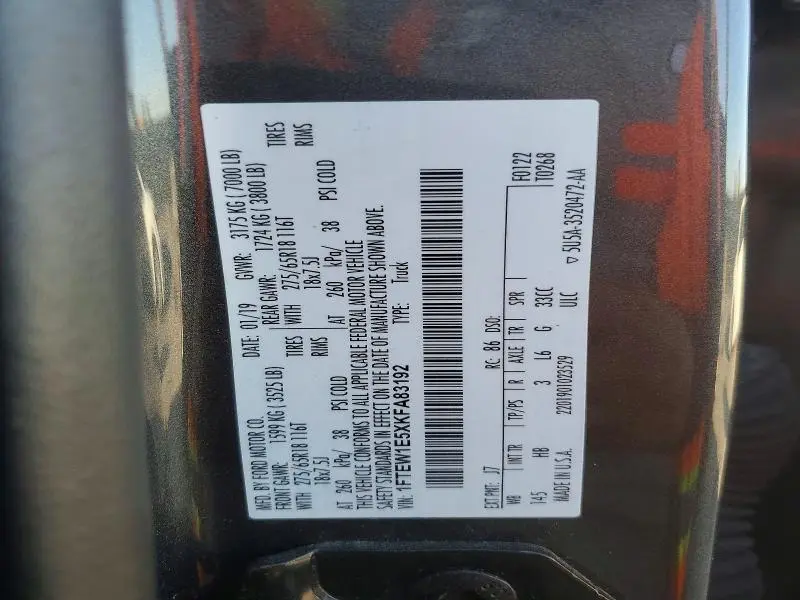 MFD. BY FORD MOTOR CO.
DATE: 01/19 GVWR: 3175 KG ( 7000 LB)
FRONT GAWR: 1599 KG ( 3525 LB)
REAR GAWR: 1724 KG ( 3800 LB)
WITH 275/65R18 116T TIRES
WITH 275/65R18 116T TIRES
18x7.5J RIMS
18x7.5J RIMS
AT 260 kPa/ 38 PSI COLD
AT 260 kPa/ 38 PSI COLD
THIS VEHICLE CONFORMS TO ALL APPLICABLE FEDERAL MOTOR VEHICLE
SAFETY STANDARDS IN EFFECT ON THE DATE OF MANUFACTURE SHOWN ABOVE.
VIN: 1FTEW1E5XKFA83192 TYPE: Truck
EXT PNT: J7 RC: 86 DSO: F0122
WB INT TR TP/PS R AXLE TR SPR T0268
145 HB 3 L6 G 33CC
MADE IN U.S.A. 2201901023529 ULC
▽ 5U5A-3520472-AA